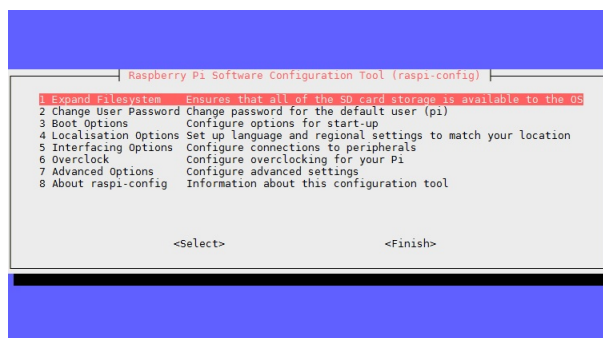 Raspberry Pi Software Configuration Tool (raspi-config)
1 Expand Filesystem Ensures that all of the SD card storage is available to the OS
2 Change User Password Change password for the default user (pi)
3 Boot Options Configure options for start-up
4 Localisation Options Set up language and regional settings to match your location
5 Interfacing Options Configure connections to peripherals
6 Overclock Configure overclocking for your Pi
7 Advanced Options Configure advanced settings
8 About raspi-config Information about this configuration tool
<Select> <Finish>